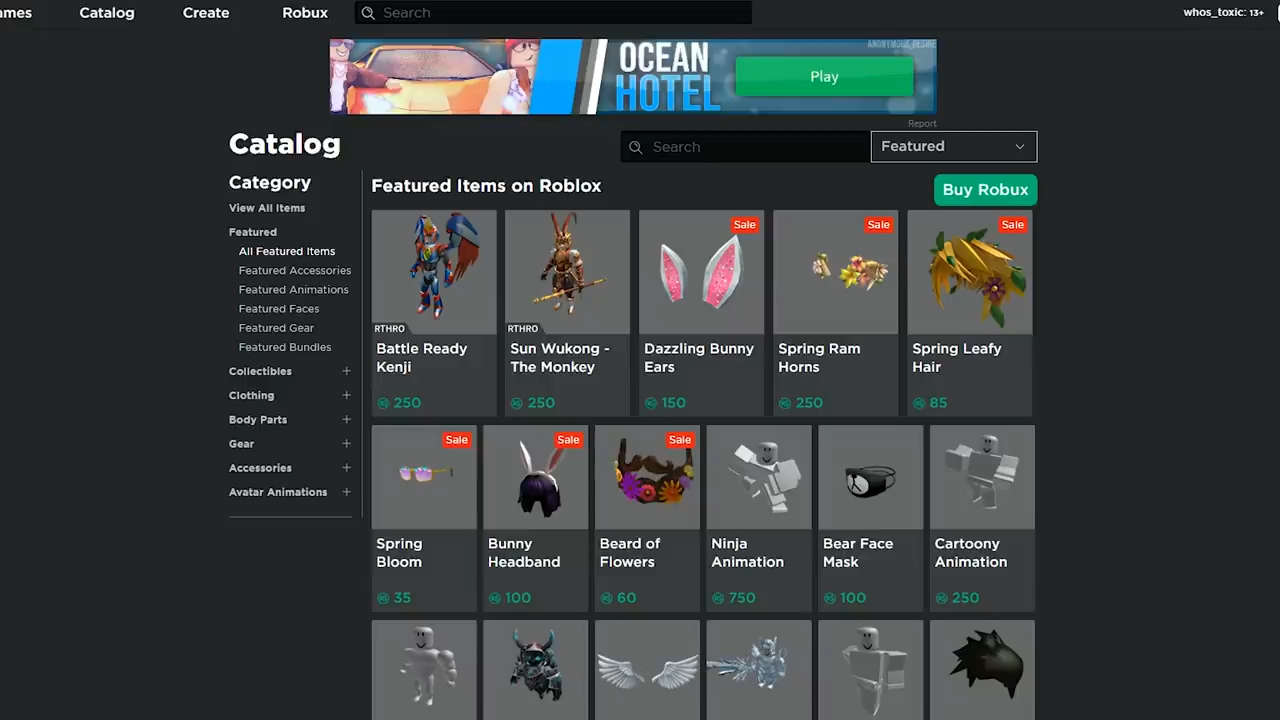 ames
Catalog
Create
Robux
Search
whos_toxic: 13+
ANONYMOUS_DESIRE
OCEAN
HOTEL
Play
Report
Catalog
Search
Featured
Category
View All Items
Featured
All Featured Items
Featured Accessories
Featured Animations
Featured Faces
Featured Gear
Featured Bundles
Collectibles
Clothing
Body Parts
Gear
Accessories
Avatar Animations
Featured Items on Roblox
Buy Robux
RTHRO
Battle Ready
Kenji
250
RTHRO
Sun Wukong -
The Monkey
250
Sale
Dazzling Bunny
Ears
150
Sale
Spring Ram
Horns
250
Sale
Spring Leafy
Hair
85
Sale
Spring
Bloom
35
Sale
Bunny
Headband
100
Sale
Beard of
Flowers
60
Ninja
Animation
750
Bear Face
Mask
100
Cartoony
Animation
250